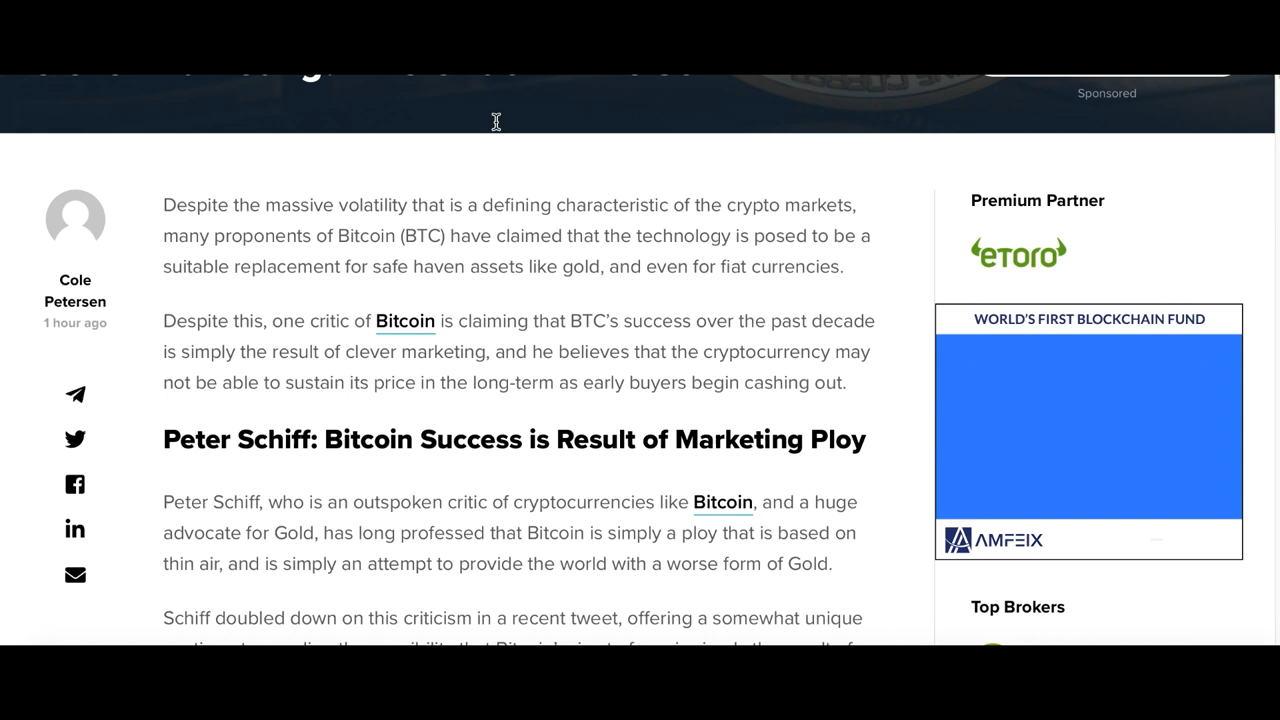 Sponsored
Cole
Petersen
1 hour ago
Despite the massive volatility that is a defining characteristic of the crypto markets,
many proponents of Bitcoin (BTC) have claimed that the technology is posed to be a
suitable replacement for safe haven assets like gold, and even for fiat currencies.
Despite this, one critic of Bitcoin is claiming that BTC’s success over the past decade
is simply the result of clever marketing, and he believes that the cryptocurrency may
not be able to sustain its price in the long-term as early buyers begin cashing out.
Peter Schiff: Bitcoin Success is Result of Marketing Ploy
Peter Schiff, who is an outspoken critic of cryptocurrencies like Bitcoin, and a huge
advocate for Gold, has long professed that Bitcoin is simply a ploy that is based on
thin air, and is simply an attempt to provide the world with a worse form of Gold.
Schiff doubled down on this criticism in a recent tweet, offering a somewhat unique
Premium Partner
eToro
WORLD'S FIRST BLOCKCHAIN FUND
AMFEIX
Top Brokers